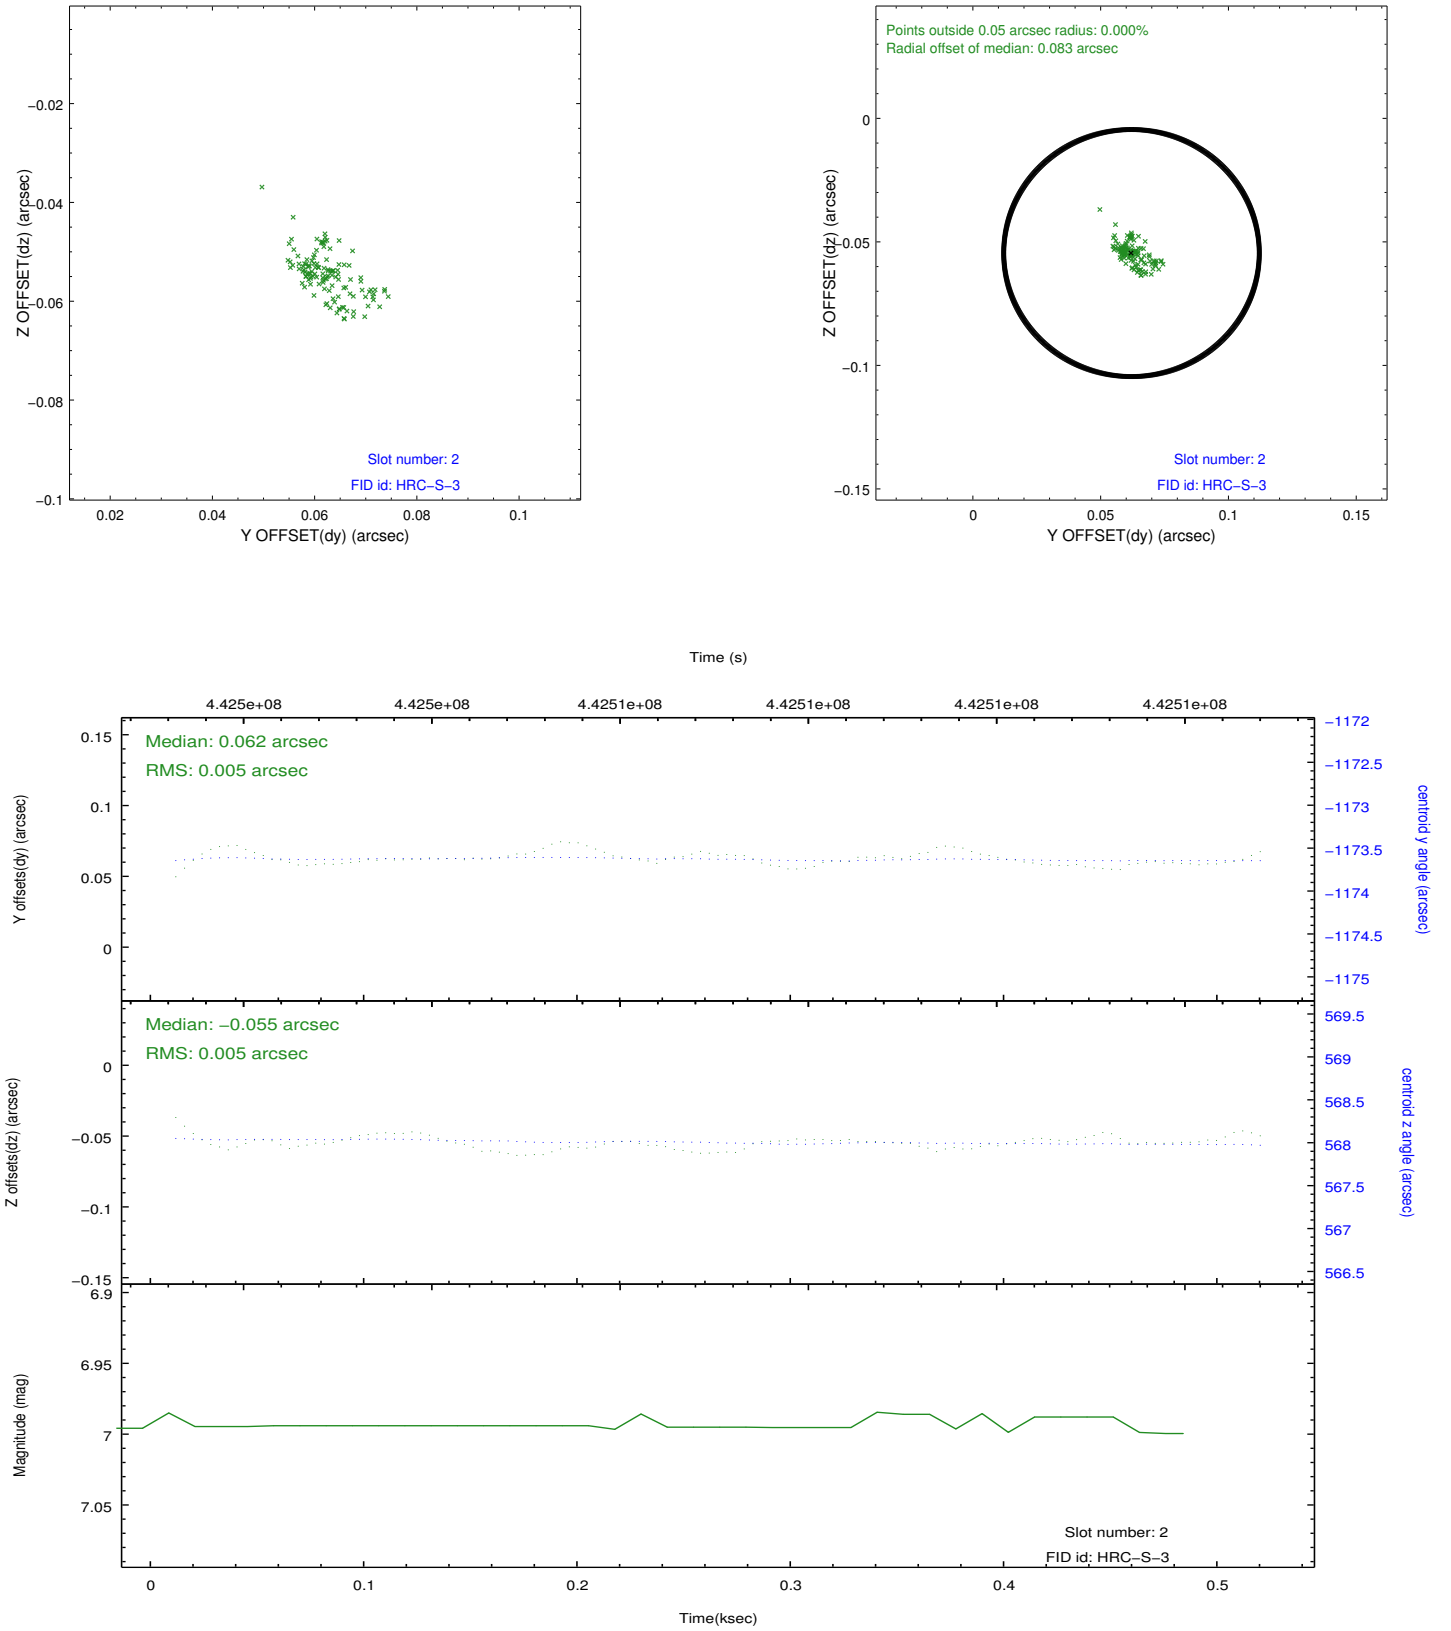 −0.02
−0.04
−0.06
−0.08
−0.1
Z OFFSET(dz) (arcsec)
Slot number: 2
FID id: HRC−S−3
0.02 0.04 0.06 0.08 0.1
Y OFFSET(dy) (arcsec)
Points outside 0.05 arcsec radius: 0.000%
Radial offset of median: 0.083 arcsec
0
−0.05
−0.1
−0.15
Z OFFSET(dz) (arcsec)
Slot number: 2
FID id: HRC−S−3
0 0.05 0.1 0.15
Y OFFSET(dy) (arcsec)
Time (s)
4.425e+08 4.425e+08 4.4251e+08 4.4251e+08 4.4251e+08 4.4251e+08
Median: 0.062 arcsec
RMS: 0.005 arcsec
0.15
0.1
0.05
0
Y offsets(dy) (arcsec)
−1172
−1172.5
−1173
−1173.5
−1174
−1174.5
−1175
centroid y angle (arcsec)
Median: −0.055 arcsec
RMS: 0.005 arcsec
0
−0.05
−0.1
−0.15
Z offsets(dz) (arcsec)
569.5
569
568.5
568
567.5
567
566.5
centroid z angle (arcsec)
6.9
6.95
7
7.05
Magnitude (mag)
Slot number: 2
FID id: HRC−S−3
0 0.1 0.2 0.3 0.4 0.5
Time(ksec)